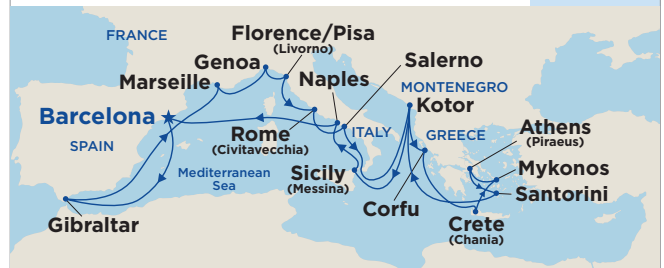 FRANCE
Florence/Pisa
(Livorno)
Genoa
Salerno
Marseille
Naples
MONTENEGRO
Kotor
Barcelona
Rome
(Civitavecchia)
ITALY
GREECE
Athens
(Piraeus)
SPAIN
Mediterranean
Sea
Sicily
(Messina)
Mykonos
Santorini
Corfu
Gibraltar
Crete
(Chania)